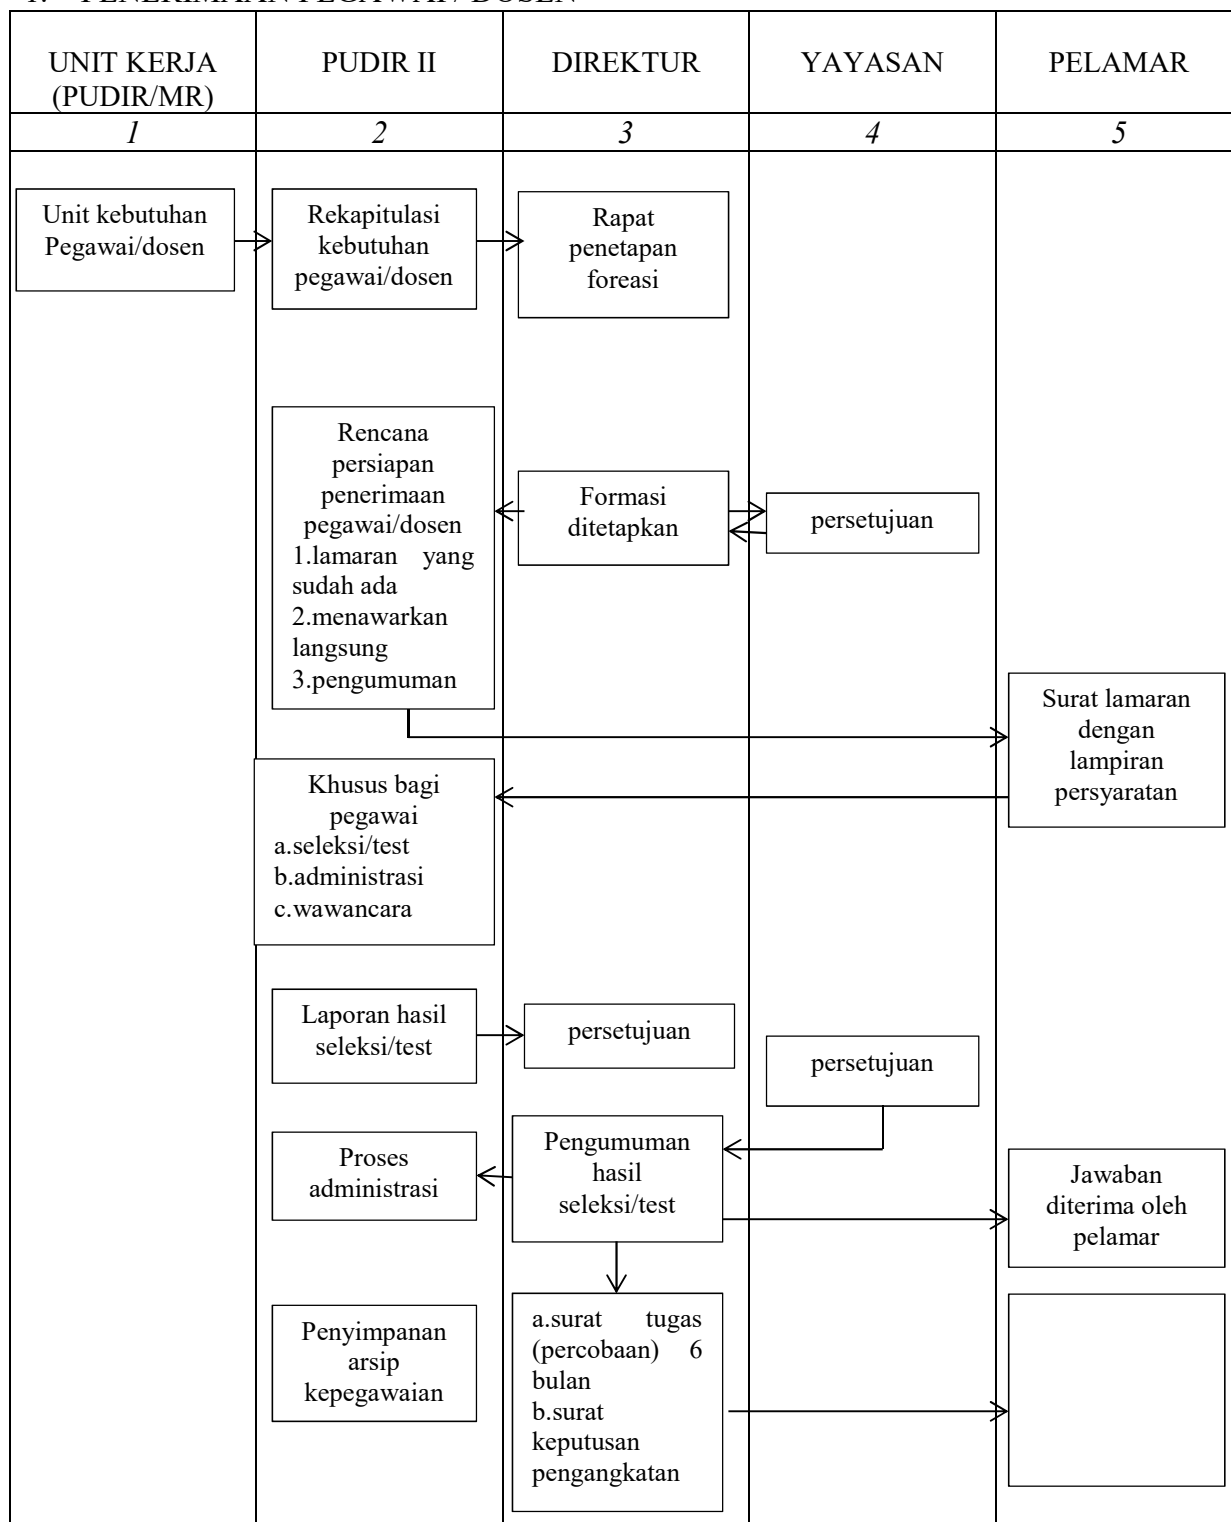 1. PENERIMAAN PEGAWAI / DOSEN
UNIT KERJA
(PUDIR/MR)
PUDIR II
DIREKTUR
YAYASAN
PELAMAR
1
2
3
4
5
Unit kebutuhan
Pegawai/dosen
Rekapitulasi
kebutuhan
pegawai/dosen
Rapat
penetapan
foreasi
Rencana
persiapan
penerimaan
pegawai/dosen
1.lamaran yang
sudah ada
2.menawarkan
langsung
3.pengumuman
Formasi
ditetapkan
persetujuan
Surat lamaran
dengan
lampiran
persyaratan
Khusus bagi
pegawai
a.seleksi/test
b.administrasi
c.wawancara
Laporan hasil
seleksi/test
persetujuan
persetujuan
Proses
administrasi
Pengumuman
hasil
seleksi/test
Jawaban
diterima oleh
pelamar
Penyimpanan
arsip
kepegawaian
a.surat tugas
(percobaan) 6
bulan
b.surat
keputusan
pengangkatan